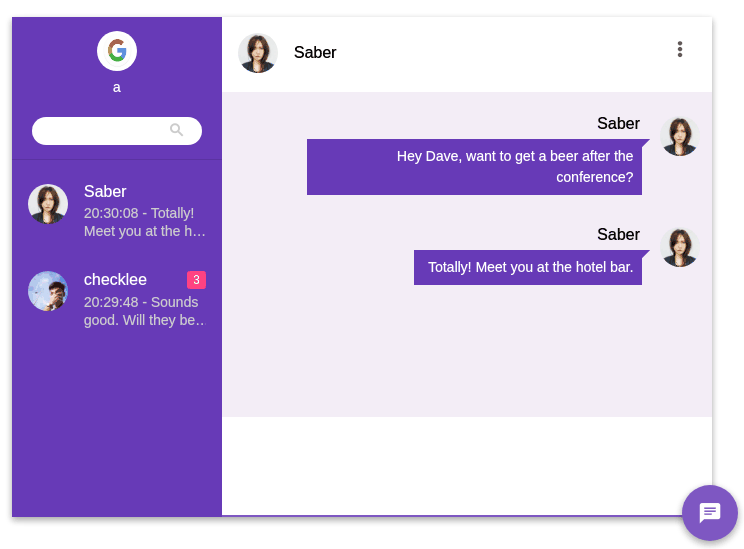 a
Saber
20:30:08 - Totally!
Meet you at the h...
checklee
3
20:29:48 - Sounds
good. Will they be...
Saber
Saber
Hey Dave, want to get a beer after the
conference?
Saber
Totally! Meet you at the hotel bar.